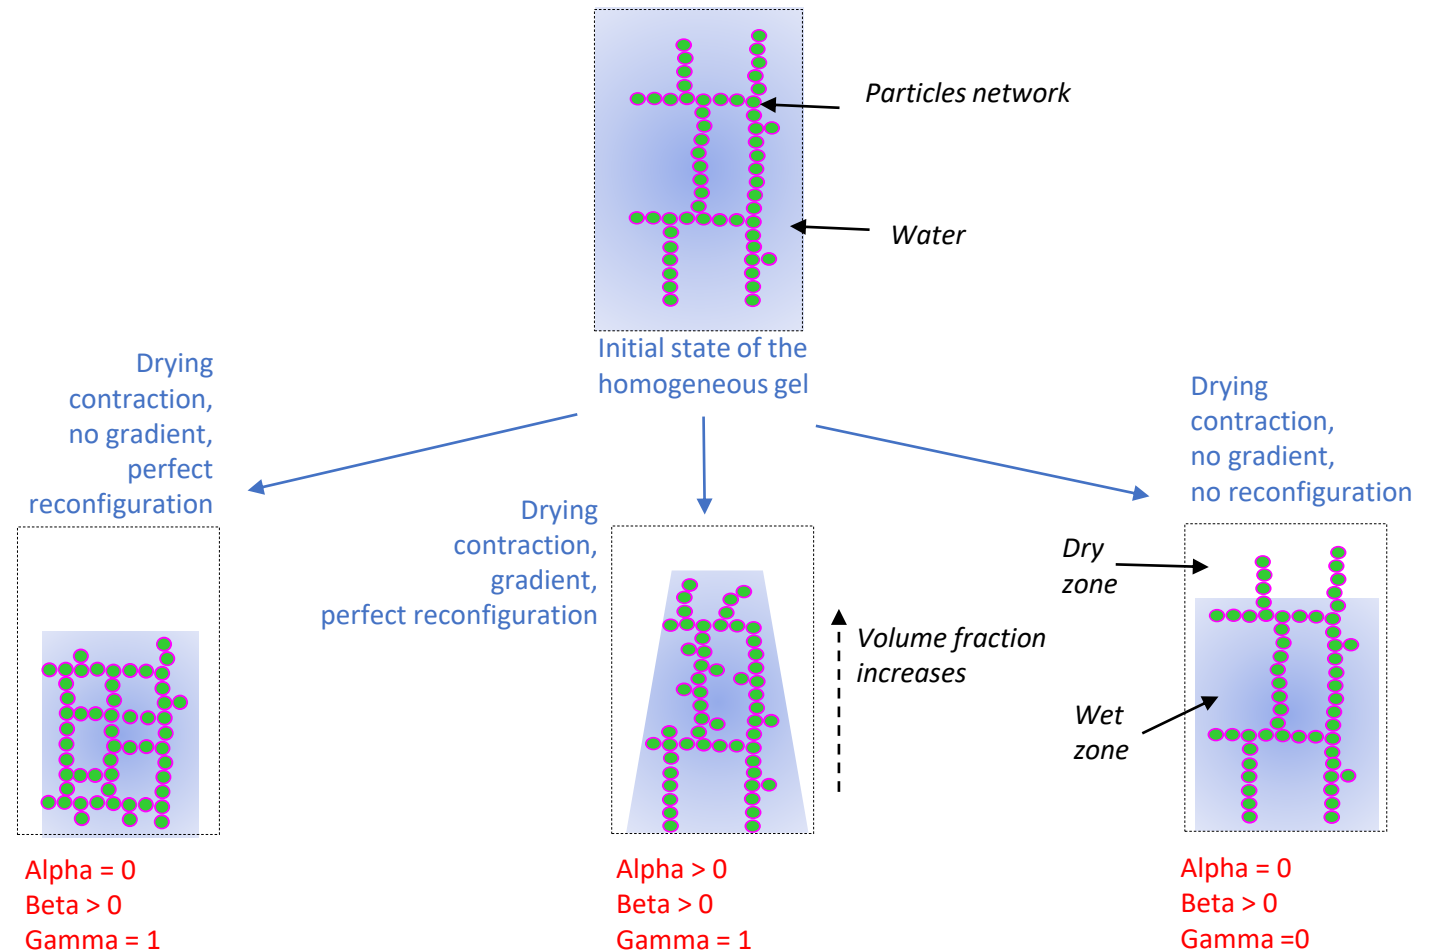 Particles network
Water
Initial state of the
homogeneous gel
Drying
contraction,
no gradient,
perfect
reconfiguration
Drying
contraction,
gradient,
perfect reconfiguration
Drying
contraction,
no gradient,
no reconfiguration
Dry
zone
Wet
zone
Volume fraction
increases
Alpha = 0
Beta > 0
Gamma = 1
Alpha > 0
Beta > 0
Gamma = 1
Alpha = 0
Beta > 0
Gamma =0